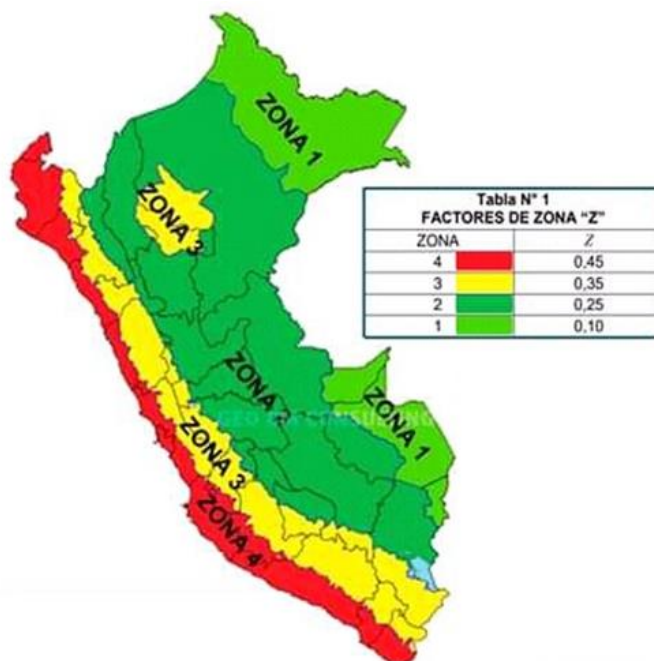 ZONA 1
ZONA 3
Tabla N° 1
FACTORES DE ZONA “Z”
ZONA Z
4 0,45
3 0,35
2 0,25
1 0,10
ZONA
ZONA 1
ZONA 3
ZONA 4